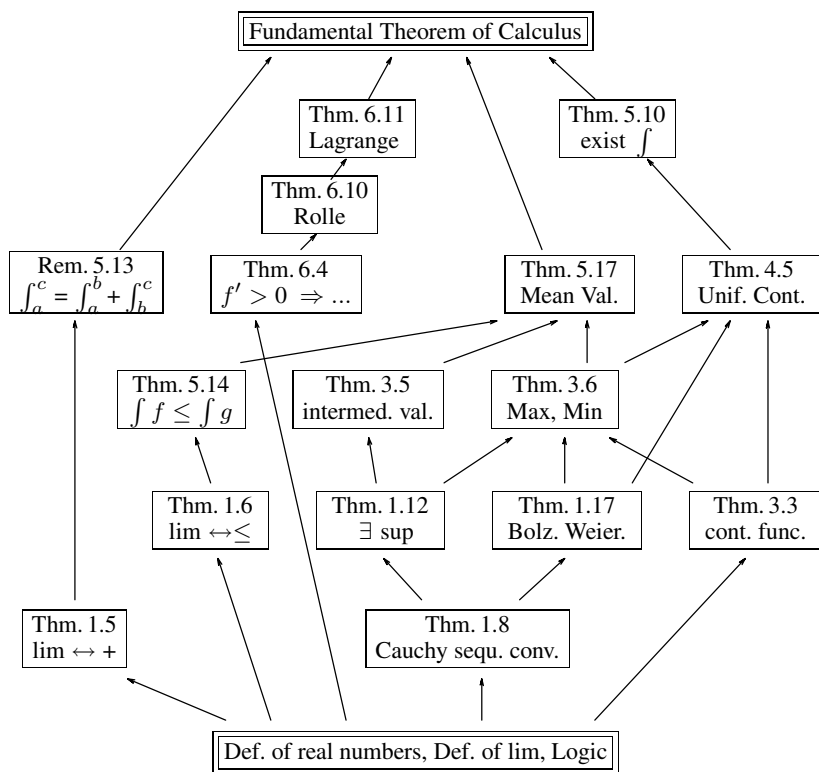 Fundamental Theorem of Calculus
Thm. 6.11
Lagrange
Thm. 5.10
exist ∫
Thm. 6.10
Rolle
Rem. 5.13
∫_a^c = ∫_a^b + ∫_b^c
Thm. 6.4
f′ > 0 ⇒ ...
Thm. 5.17
Mean Val.
Thm. 4.5
Unif. Cont.
Thm. 5.14
∫ f ≤ ∫ g
Thm. 3.5
intermed. val.
Thm. 3.6
Max, Min
Thm. 1.6
lim ↔≤
Thm. 1.12
∃ sup
Thm. 1.17
Bolz. Weier.
Thm. 3.3
cont. func.
Thm. 1.5
lim ↔ +
Thm. 1.8
Cauchy sequ. conv.
Def. of real numbers, Def. of lim, Logic